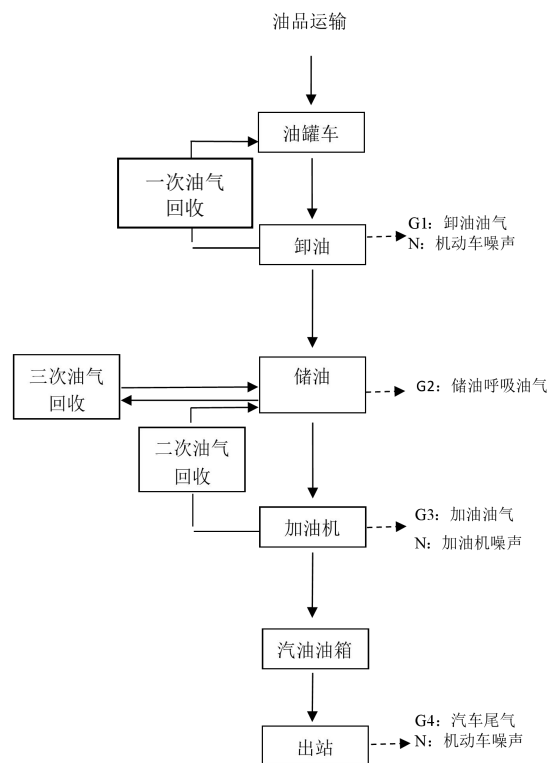 油品运输
油罐车
一次油气
回收
卸油
G1：卸油油气
N：机动车噪声
三次油气
回收
储油
G2：储油呼吸油气
二次油气
回收
加油机
G3：加油油气
N：加油机噪声
汽油油箱
出站
G4：汽车尾气
N：机动车噪声